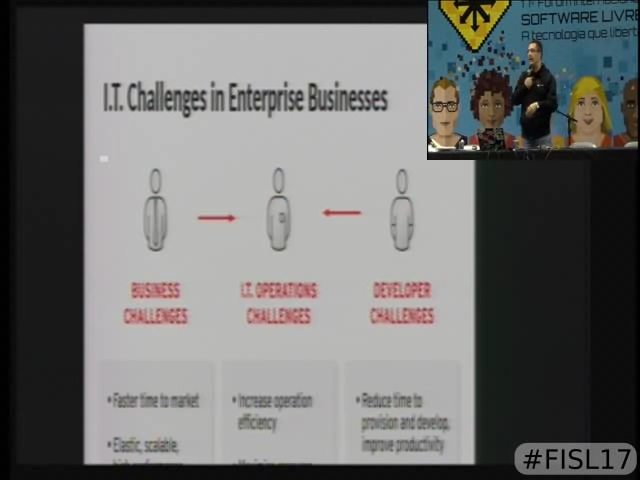 I.T. Challenges in Enterprise Businesses
BUSINESS
CHALLENGES
I.T. OPERATIONS
CHALLENGES
DEVELOPER
CHALLENGES
• Faster time to market
• Elastic, scalable,
• Increase operation
efficiency
• Reduce time to
provision and develop,
improve productivity
SOFTWARE LIVRE
A tecnologia que libert
#FISL17